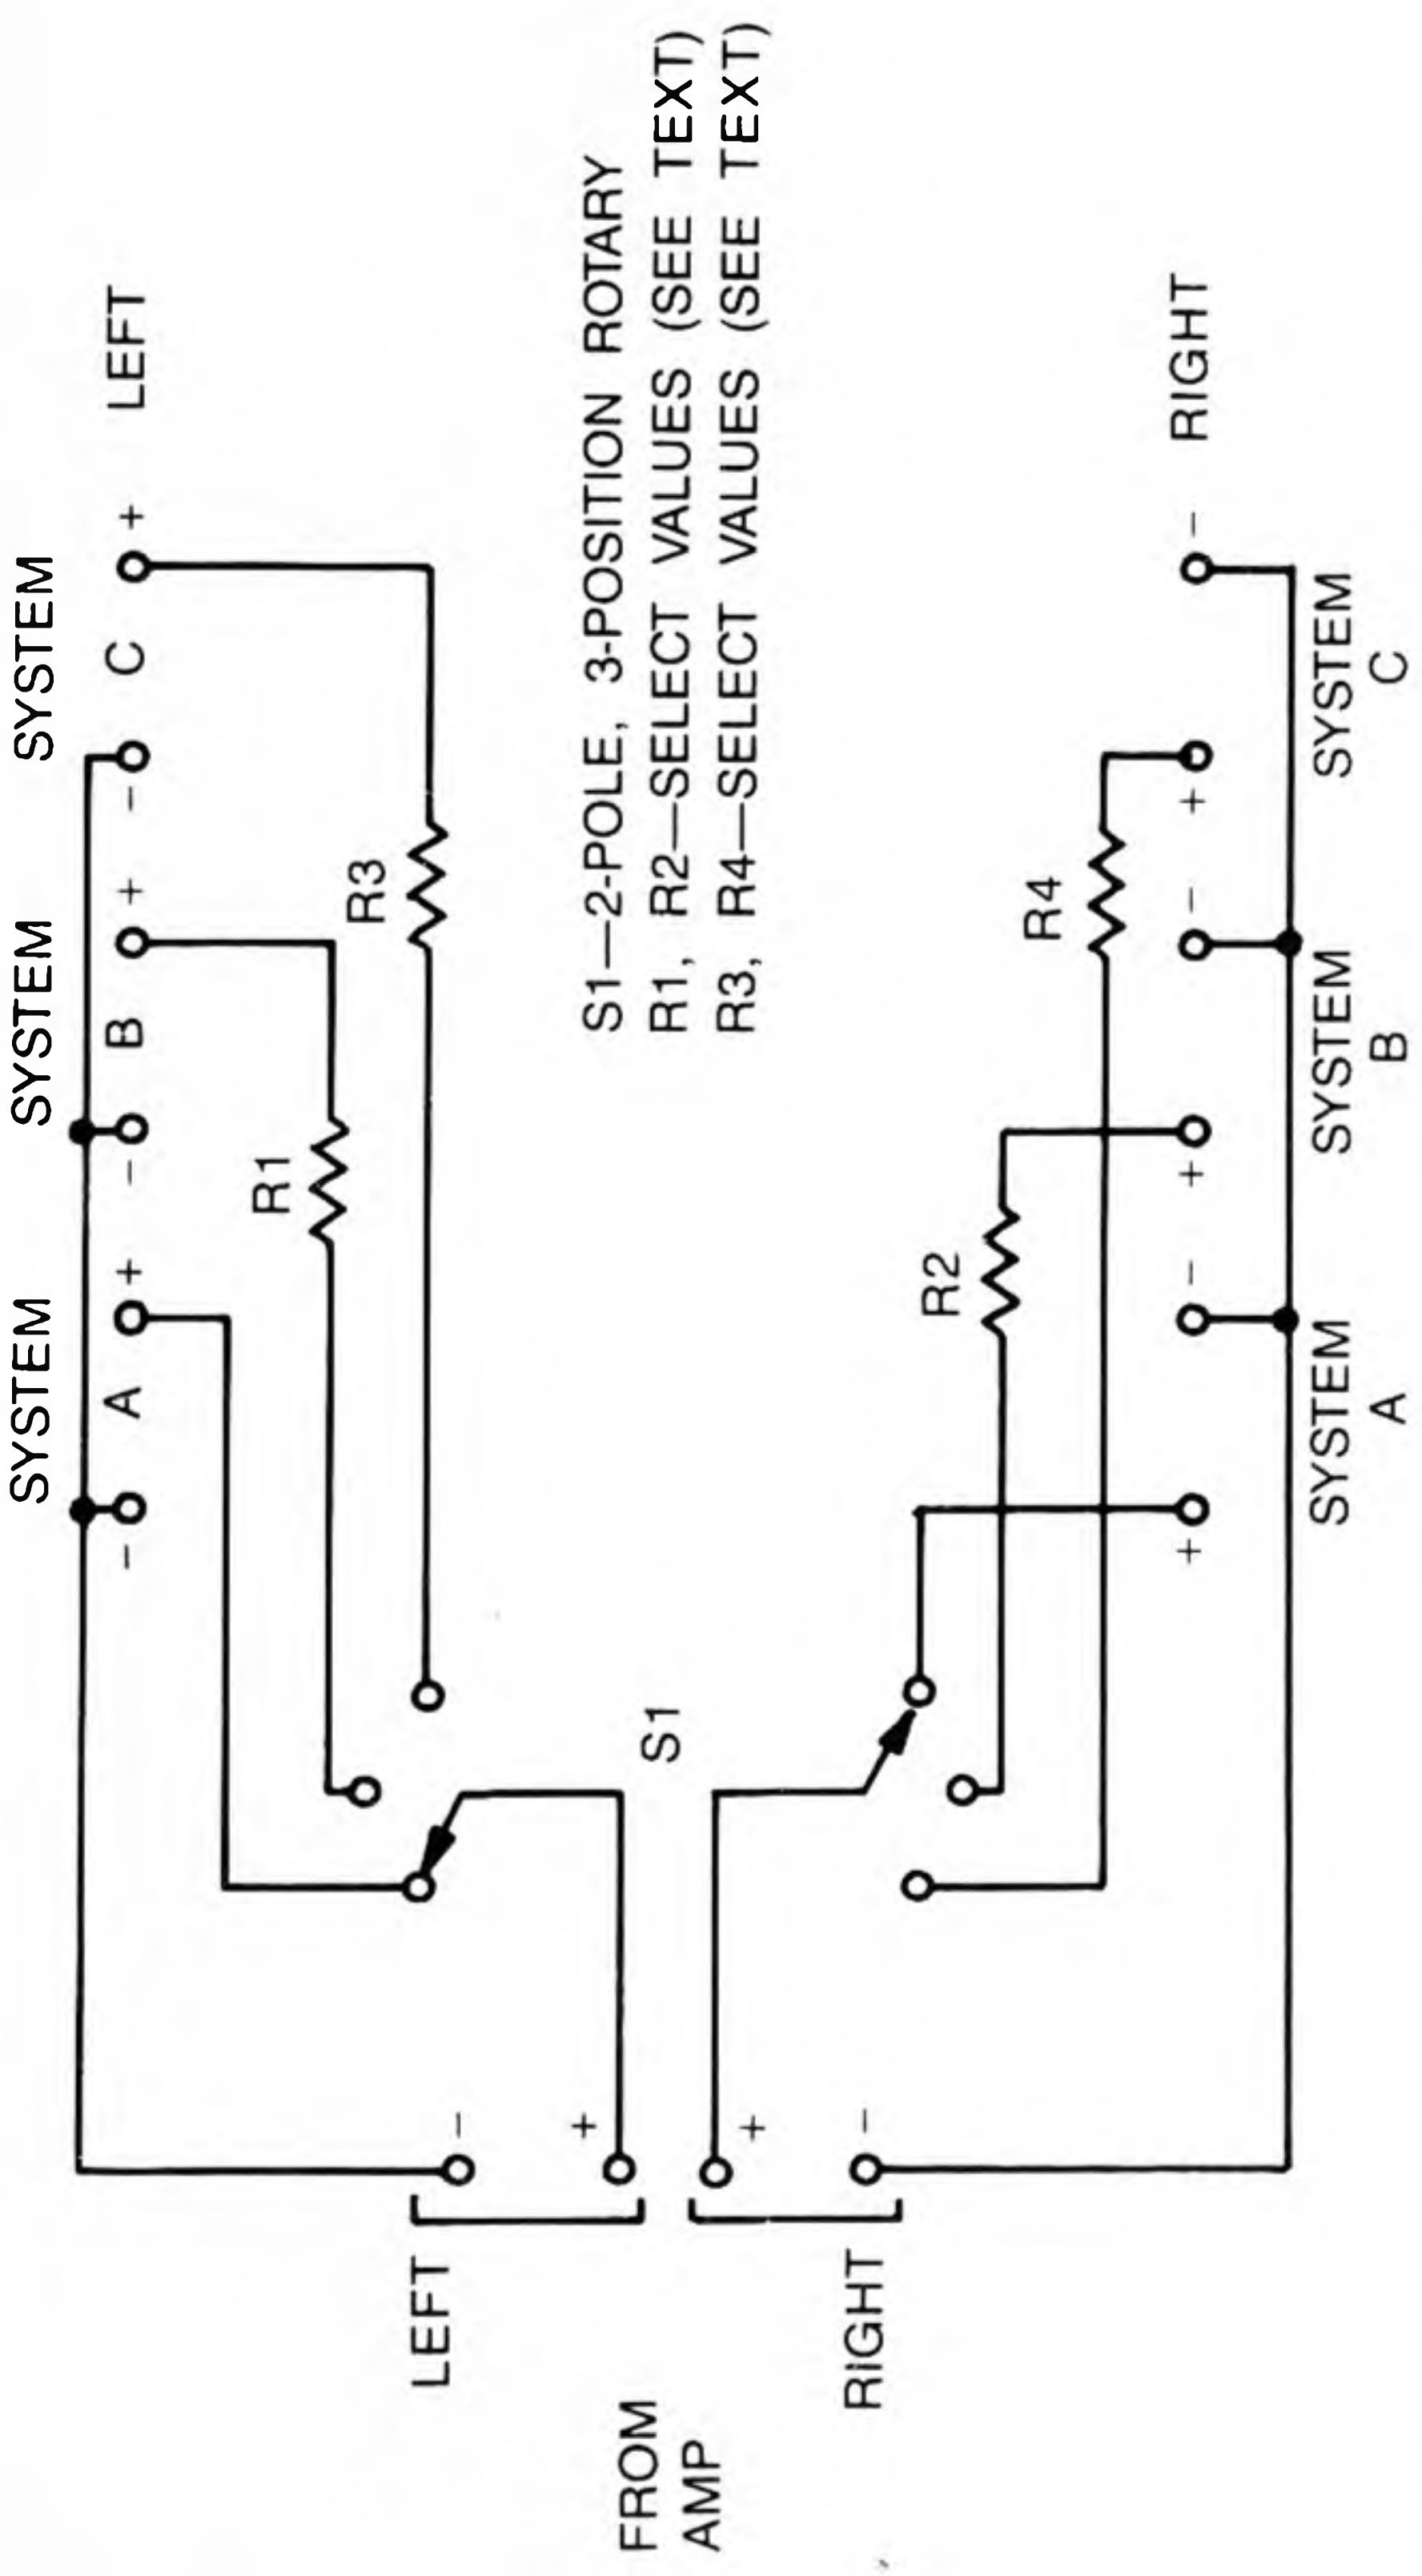 SYSTEM SYSTEM SYSTEM
- A + - B + - C + LEFT
R1
R3
LEFT
-
+
FROM
AMP
S1
S1—2-POLE, 3-POSITION ROTARY
R1, R2—SELECT VALUES (SEE TEXT)
R3, R4—SELECT VALUES (SEE TEXT)
+
-
RIGHT
R2
R4
+ - + - + - RIGHT
SYSTEM SYSTEM SYSTEM
A B C